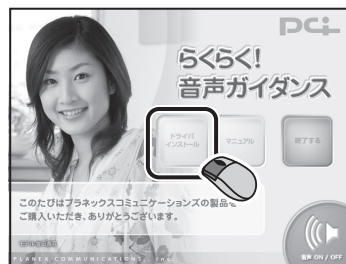 PCi
らくらく!
音声ガイダンス
ドライバ
インストール
マニュアル
終了する
このたびはプラネックスコミュニケーションズの製品を
ご購入いただき、ありがとうございます。
PLANEX COMMUNICATIONS Inc.
音声 ON / OFF